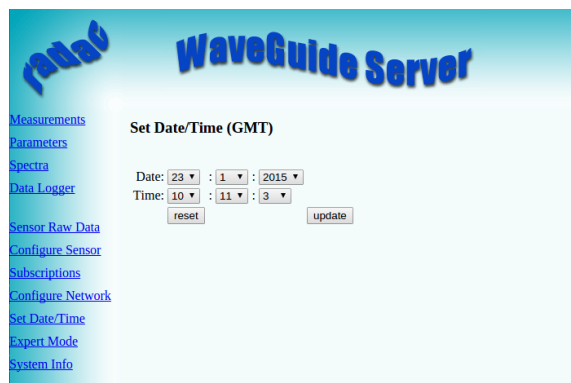 radac
WaveGuide Server
Measurements
Parameters
Spectra
Data Logger
Sensor Raw Data
Configure Sensor
Subscriptions
Configure Network
Set Date/Time
Expert Mode
System Info
Set Date/Time (GMT)
Date: 23 : 1 : 2015
Time: 10 : 11 : 3
reset update